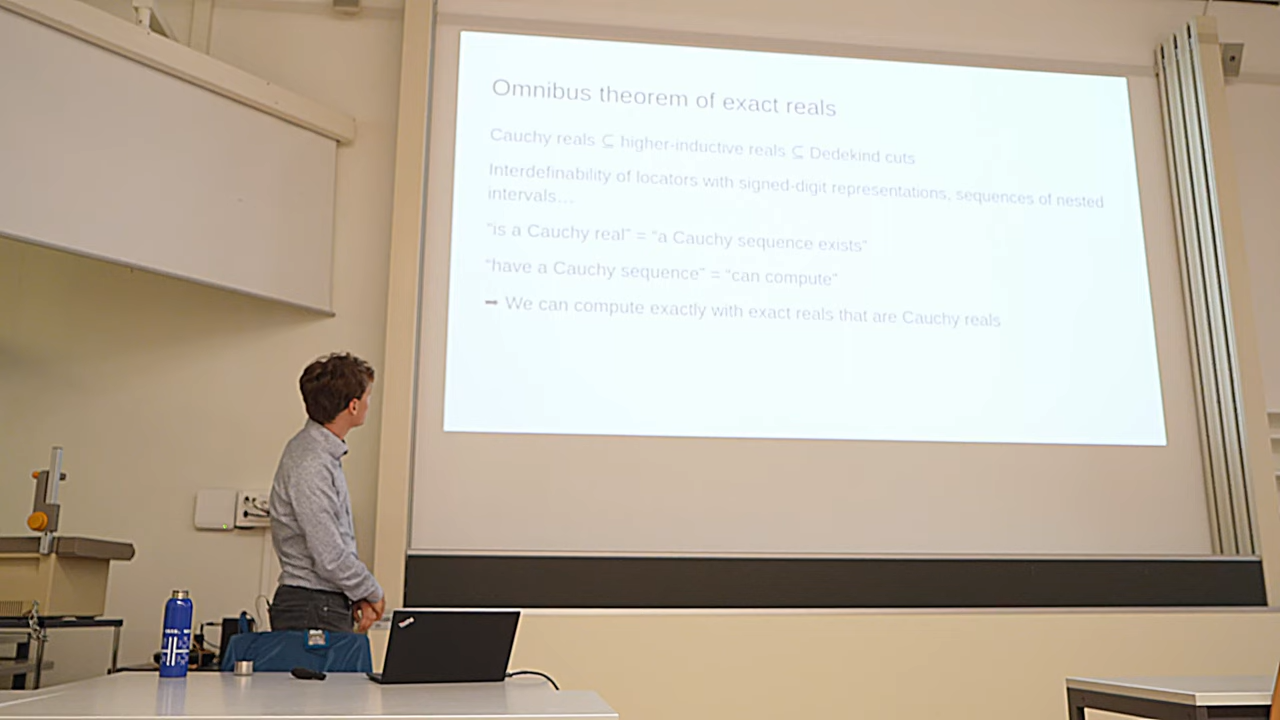 Omnibus theorem of exact reals
Cauchy reals ⊆ higher-inductive reals ⊆ Dedekind cuts
Interdefinability of locators with signed-digit representations, sequences of nested
intervals…
"is a Cauchy real" = "a Cauchy sequence exists"
"have a Cauchy sequence" = "can compute"
➡ We can compute exactly with exact reals that are Cauchy reals
ThinkPad